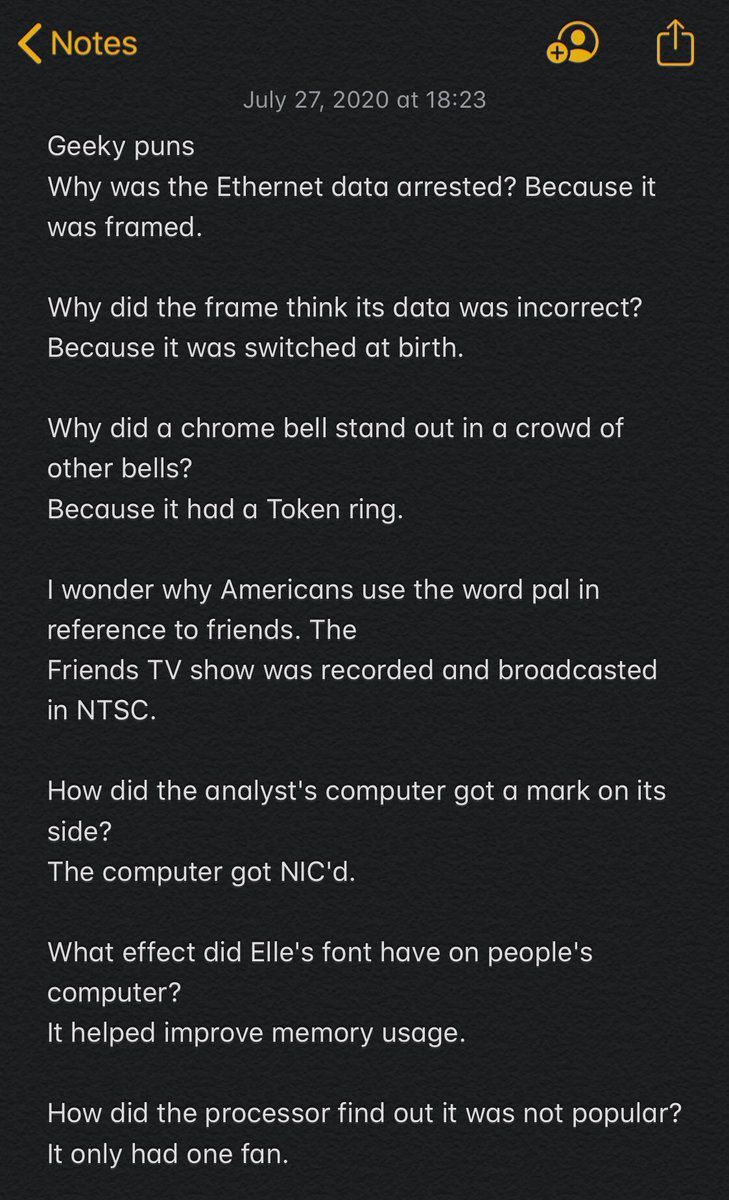 Notes
July 27, 2020 at 18:23
Geeky puns
Why was the Ethernet data arrested? Because it
was framed.
Why did the frame think its data was incorrect?
Because it was switched at birth.
Why did a chrome bell stand out in a crowd of
other bells?
Because it had a Token ring.
I wonder why Americans use the word pal in
reference to friends. The
Friends TV show was recorded and broadcasted
in NTSC.
How did the analyst's computer got a mark on its
side?
The computer got NIC'd.
What effect did Elle's font have on people's
computer?
It helped improve memory usage.
How did the processor find out it was not popular?
It only had one fan.